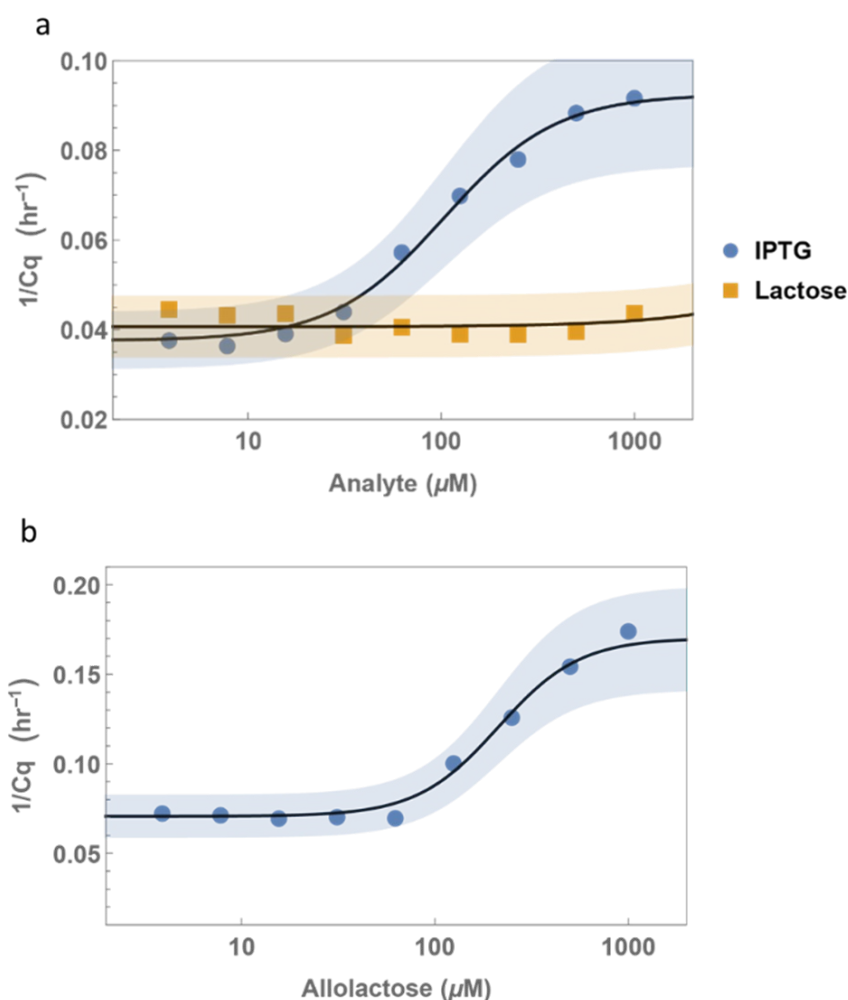 a
0.10
0.08
0.06
0.04
0.02
1/Cq (hr⁻¹)
10 100 1000
Analyte (μM)
IPTG
Lactose
b
0.20
0.15
0.10
0.05
1/Cq (hr⁻¹)
10 100 1000
Allolactose (μM)